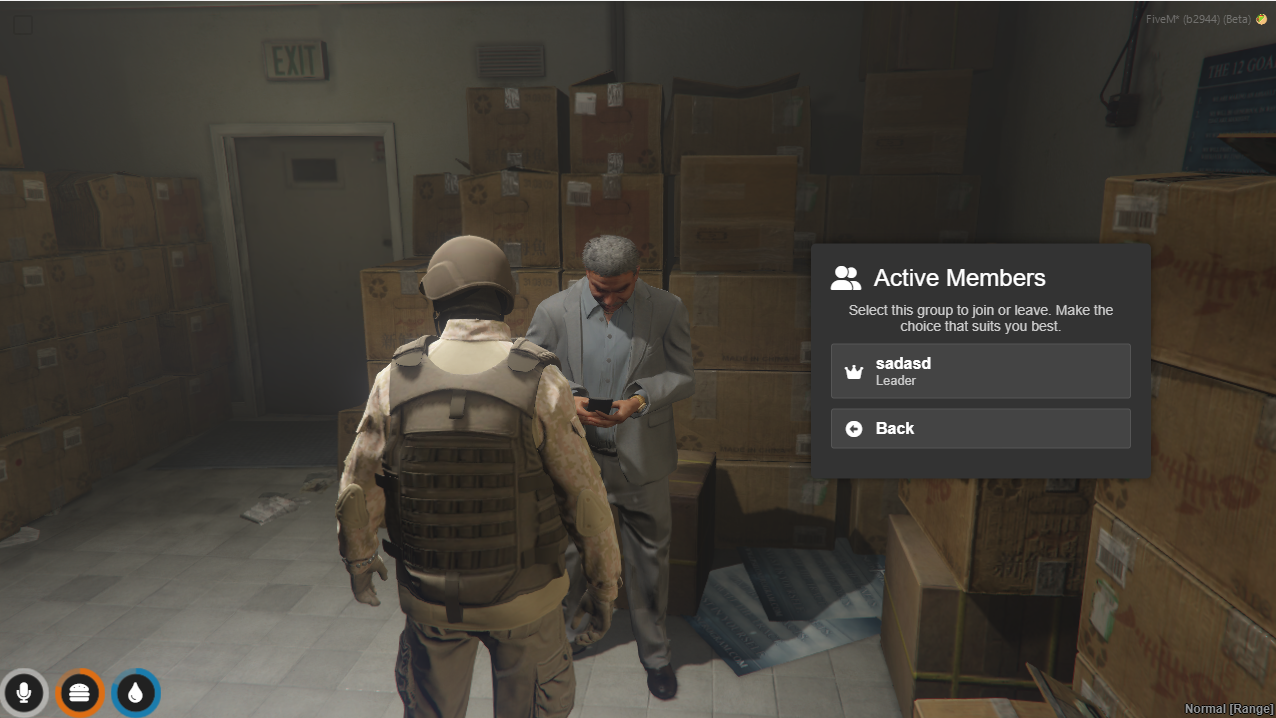 FiveM* (b2944) (Beta)
EXIT
THE 12 GOA
Active Members
Select this group to join or leave. Make the
choice that suits you best.
sadasd
Leader
Back
Normal [Range]